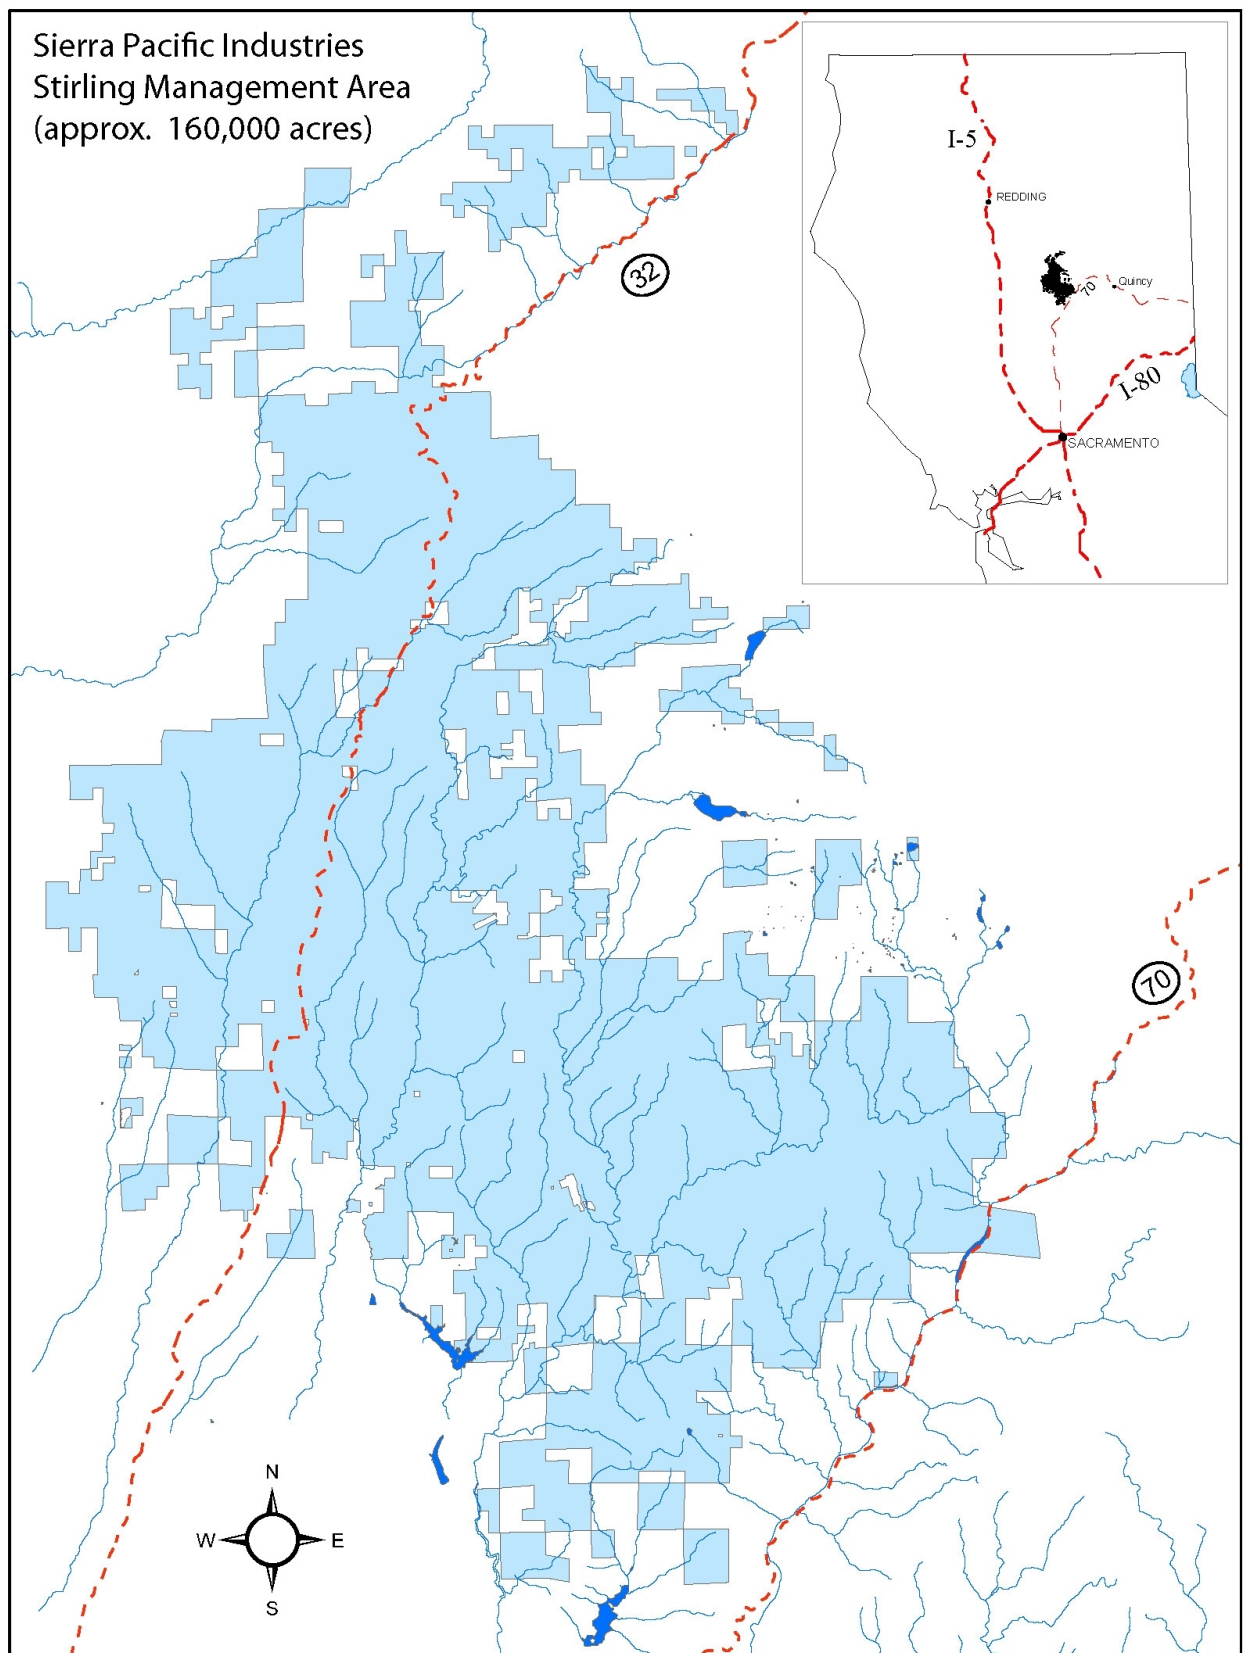 Sierra Pacific Industries
Stirling Management Area
(approx. 160,000 acres)
I-5
REDDING
32
Quincy
70
I-80
SACRAMENTO
70
N
W
E
S